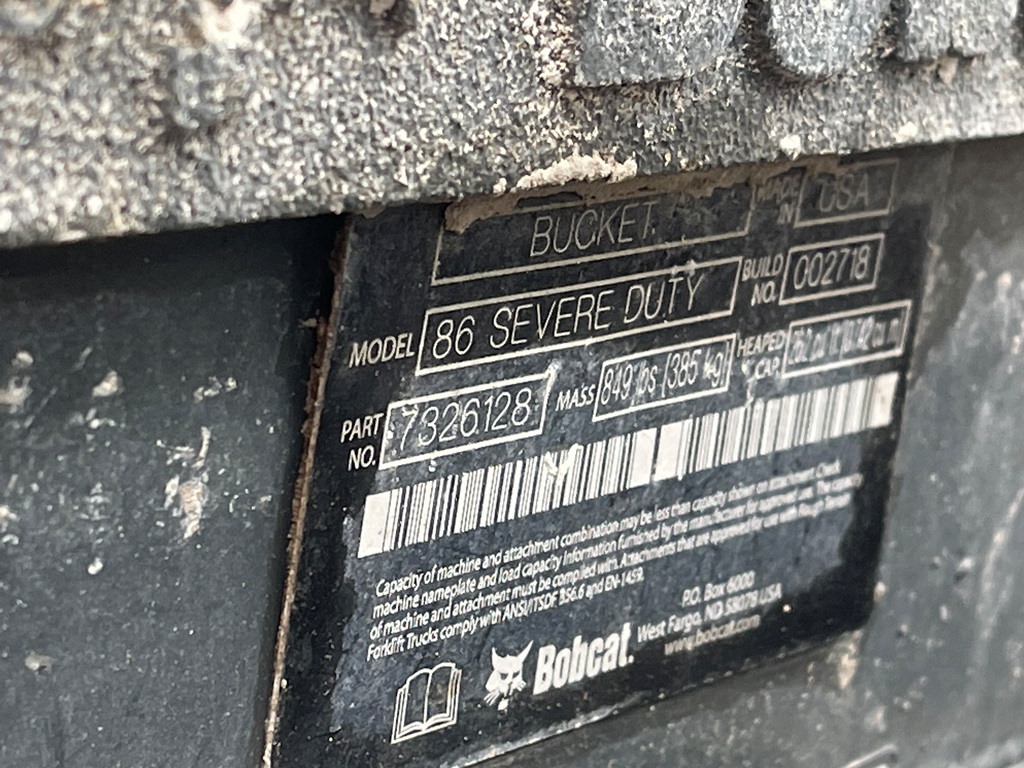 BUCKET
MADE IN USA
MODEL 86 SEVERE DUTY
BUILD NO. 002718
PART NO. 7326128
MASS 849 lbs (385 kg)
HEAPED CAP.
Capacity of machine and attachment combination may be less than capacity shown on attachment. Check
machine nameplate and load capacity information furnished by the manufacturer for approved use. The capacity
of machine and attachment must be complied with. Attachments that are approved for use with Rough Terrain
Forklift Trucks comply with ANSI/ITSDF B56.6 and EN-1459.
Bobcat.
P.O. Box 6000
West Fargo, ND 58078 USA
www.bobcat.com